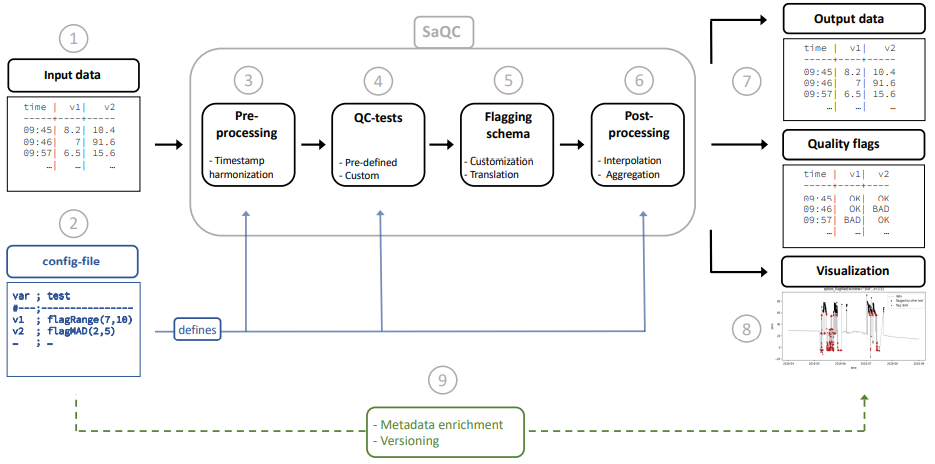 SaQC
1
Input data
time | v1| v2
-----+----+-----
09:45| 8.2| 10.4
09:46| 7| 91.6
09:57| 6.5| 15.6
…| …| …
2
config-file
var ; test
#---;----------------
v1 ; flagRange(7,10)
v2 ; flagMAD(2,5)
… ; …
defines
3
Pre-
processing
- Timestamp
harmonization
4
QC-tests
- Pre-defined
- Custom
5
Flagging
schema
- Customization
- Translation
6
Post-
processing
- Interpolation
- Aggregation
7
Output data
time | v1| v2
-----+----+-----
09:45| 8.2| 10.4
09:46| 7| 91.6
09:57| 6.5| 15.6
…| …| …
Quality flags
time | v1| v2
-----+----+-----
09:45| OK| OK
09:46| OK| BAD
09:57| BAD| OK
…| …| …
8
Visualization
9
- Metadata enrichment
- Versioning